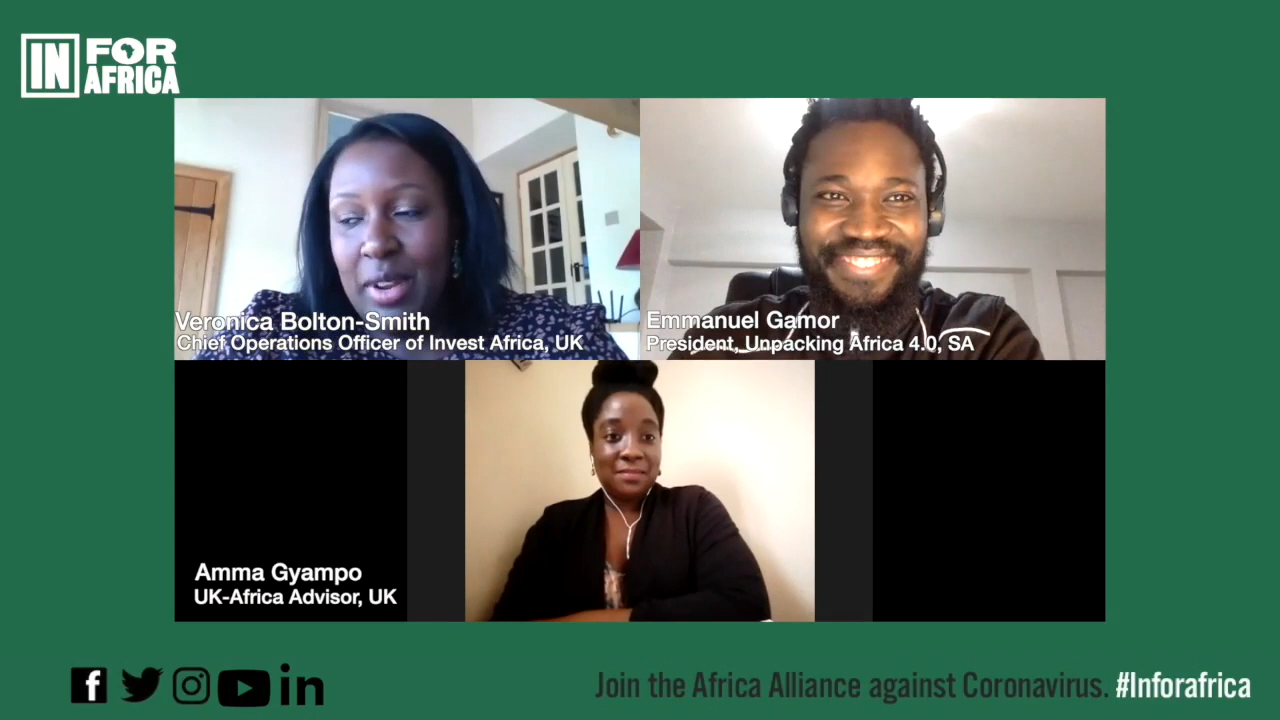 IN FOR
AFRICA
Veronica Bolton-Smith
Chief Operations Officer of Invest Africa, UK
Emmanuel Gamor
President, Unpacking Africa 4.0, SA
Amma Gyampo
UK-Africa Advisor, UK
Join the Africa Alliance against Coronavirus. #Inforafrica